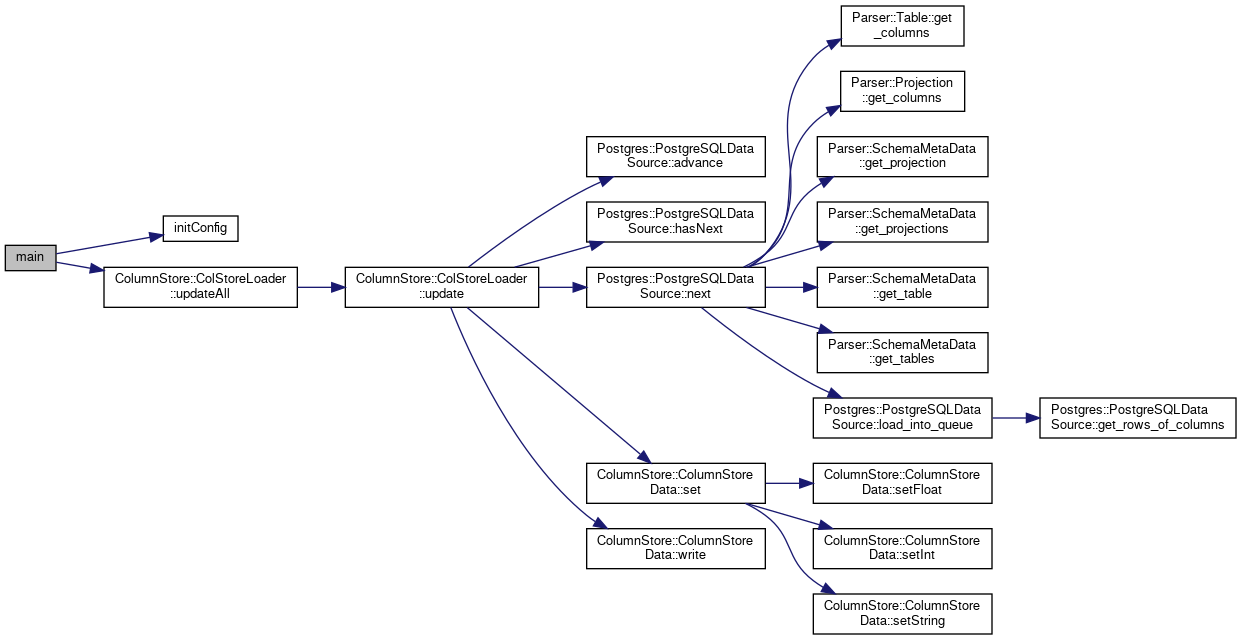 main
initConfig
ColumnStore::ColStoreLoader
::updateAll
ColumnStore::ColStoreLoader
::update
Postgres::PostgreSQLData
Source::advance
Postgres::PostgreSQLData
Source::hasNext
Postgres::PostgreSQLData
Source::next
Parser::Table::get
_columns
Parser::Projection
::get_columns
Parser::SchemaMetaData
::get_projection
Parser::SchemaMetaData
::get_projections
Parser::SchemaMetaData
::get_table
Parser::SchemaMetaData
::get_tables
Postgres::PostgreSQLData
Source::load_into_queue
Postgres::PostgreSQLData
Source::get_rows_of_columns
ColumnStore::ColumnStore
Data::set
ColumnStore::ColumnStore
Data::setFloat
ColumnStore::ColumnStore
Data::setInt
ColumnStore::ColumnStore
Data::setString
ColumnStore::ColumnStore
Data::write